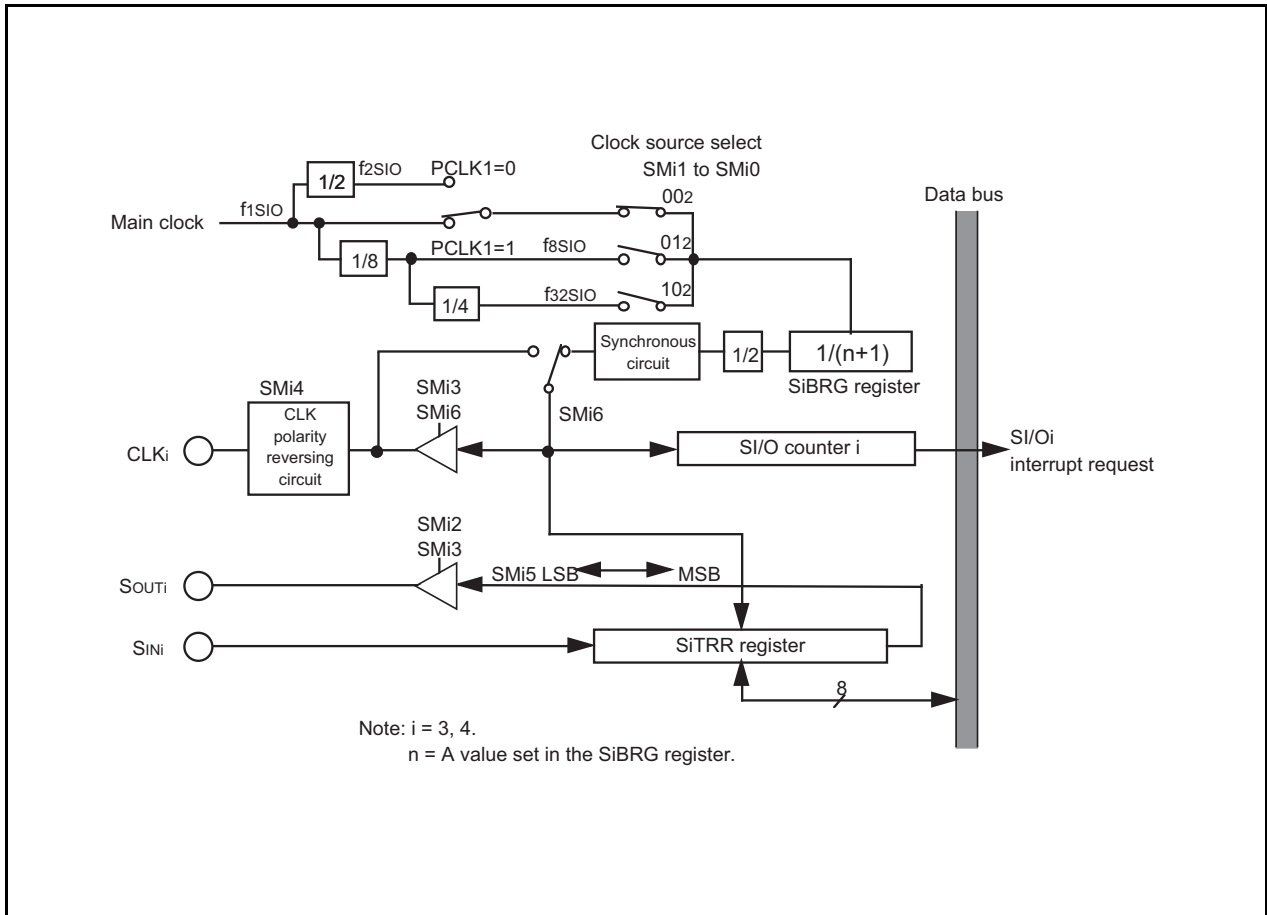 Clock source select
SMi1 to SMi0
1/2
f2SIO
PCLK1=0
002
Data bus
Main clock
f1SIO
1/8
PCLK1=1
f8SIO
012
1/4
f32SIO
102
Synchronous
circuit
1/2
1/(n+1)
SiBRG register
SMi4
CLK
polarity
reversing
circuit
SMi3
SMi6
SMi6
CLKi
SI/O counter i
SI/Oi
interrupt request
SMi2
SMi3
SMi5 LSB
MSB
SOUTi
SINi
SiTRR register
8
Note: i = 3, 4.
n = A value set in the SiBRG register.